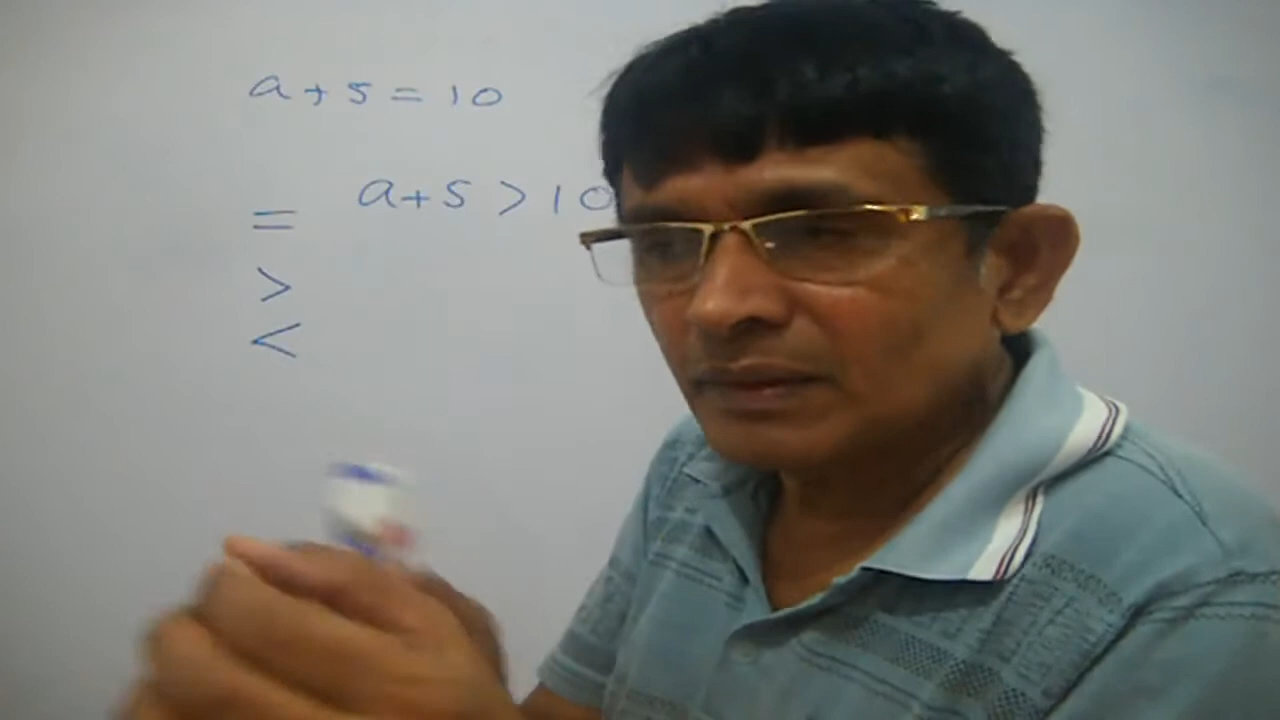 a + 5 = 10
= a + 5 > 10
>
<